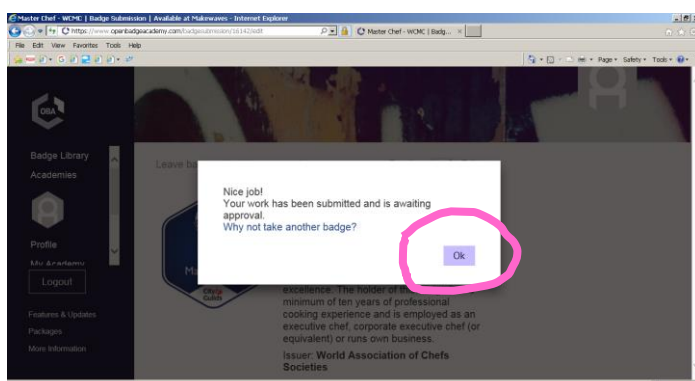 Master Chef - WCMC | Badge Submission | Available at Makewaves - Internet Explorer
https://www.openbadgeacademy.com/badgesubmission/16142/edit
Master Chef - WCMC | Badg...
File Edit View Favorites Tools Help
Page Safety Tools
OBA
Badge Library
Academies
Profile
My Academy
Logout
Features & Updates
Packages
More Information
Leave ba
Nice job!
Your work has been submitted and is awaiting
approval.
Why not take another badge?
Ok
Ma
City &
Guilds
excellence. The holder of
minimum of ten years of professional
cooking experience and is employed as an
executive chef, corporate executive chef (or
equivalent) or runs own business.
Issuer: World Association of Chefs
Societies